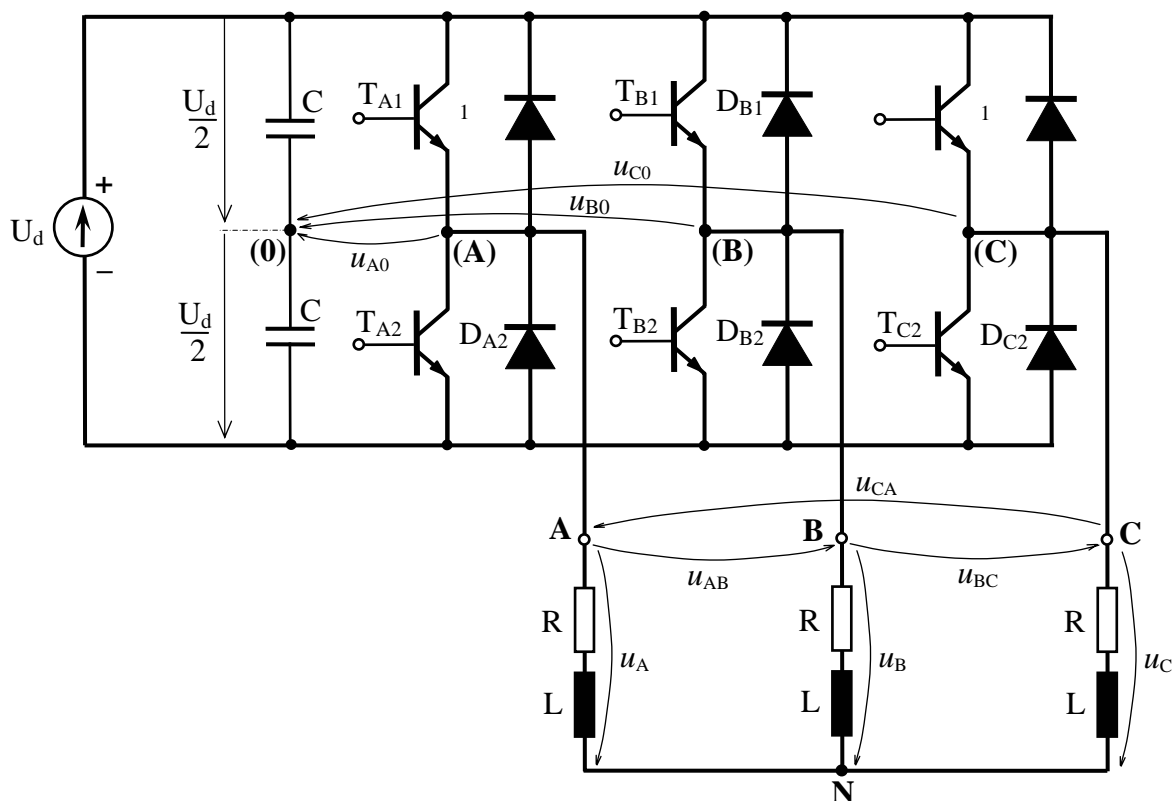 U_d
2
C
T_A1
1
T_B1
D_B1
1
u_C0
u_B0
+
U_d
−
(0)
u_A0
(A)
(B)
(C)
U_d
2
C
T_A2
D_A2
T_B2
D_B2
T_C2
D_C2
u_CA
A
B
C
u_AB
u_BC
R
R
R
u_A
u_B
u_C
L
L
L
N